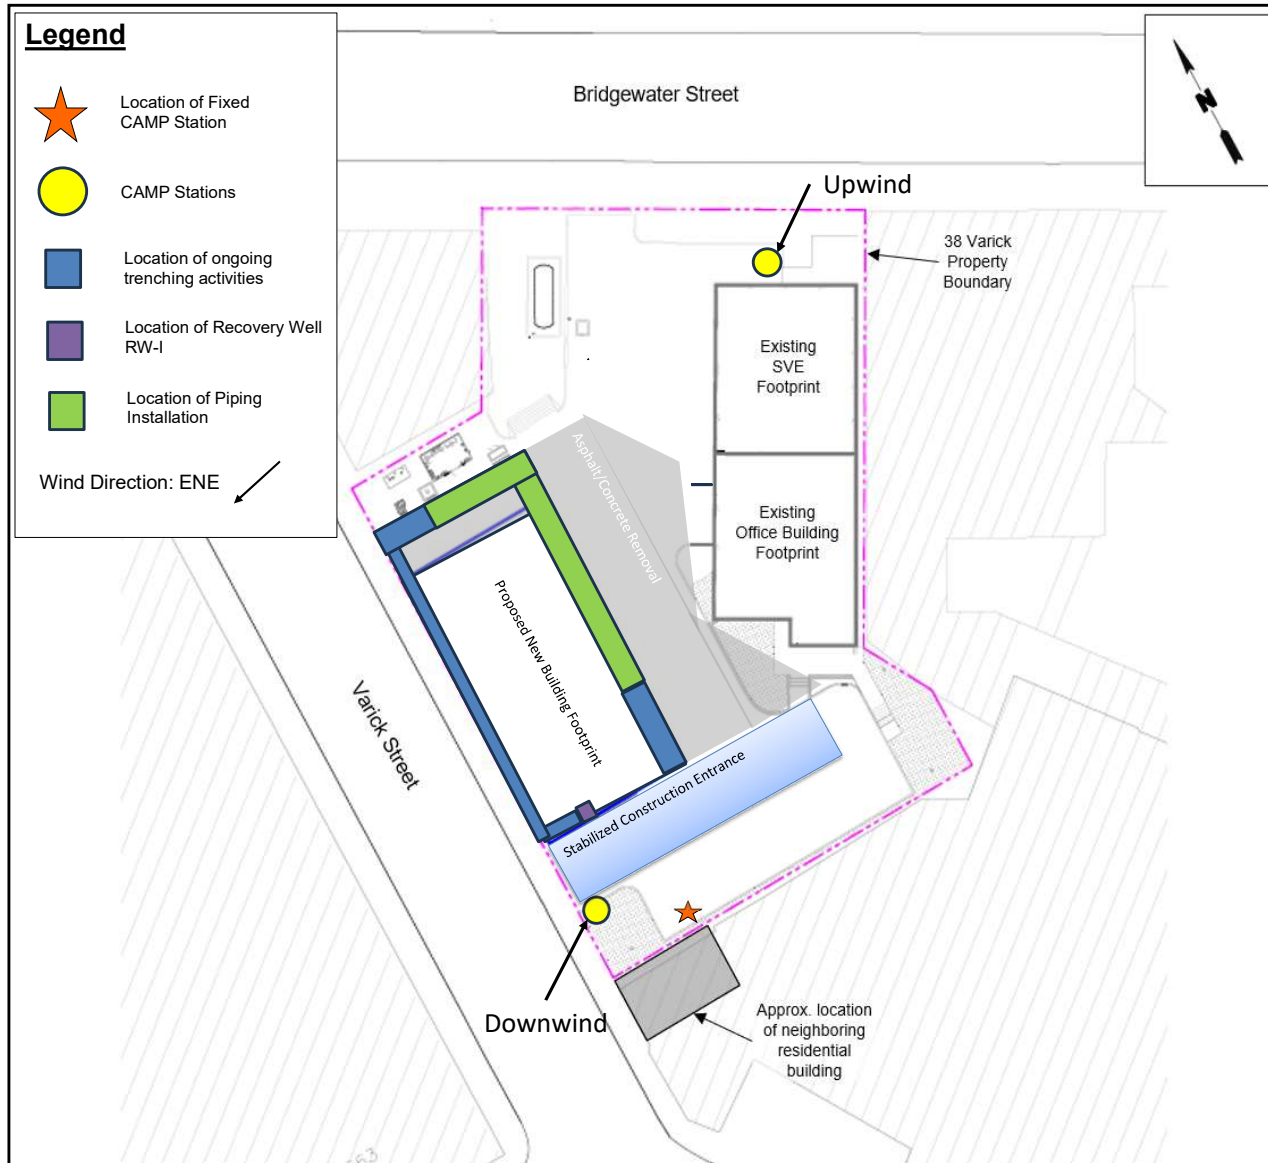 Legend
Location of Fixed
CAMP Station
CAMP Stations
Location of ongoing
trenching activities
Location of Recovery Well
RW-I
Location of Piping
Installation
Wind Direction: ENE
Bridgewater Street
N
Upwind
38 Varick
Property
Boundary
Existing
SVE
Footprint
Asphalt/Concrete Removal
Existing
Office Building
Footprint
Proposed New Building Footprint
Varick Street
Stabilized Construction Entrance
Downwind
Approx. location
of neighboring
residential
building